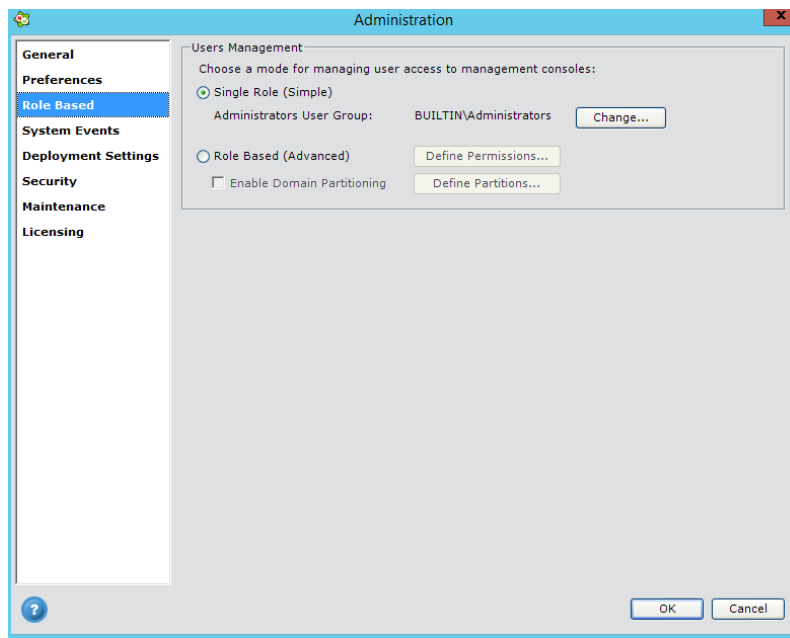 Administration
X
General
Preferences
Role Based
System Events
Deployment Settings
Security
Maintenance
Licensing
Users Management
Choose a mode for managing user access to management consoles:
Single Role (Simple)
Administrators User Group: BUILTIN\Administrators Change...
Role Based (Advanced) Define Permissions...
Enable Domain Partitioning Define Partitions...
? OK Cancel